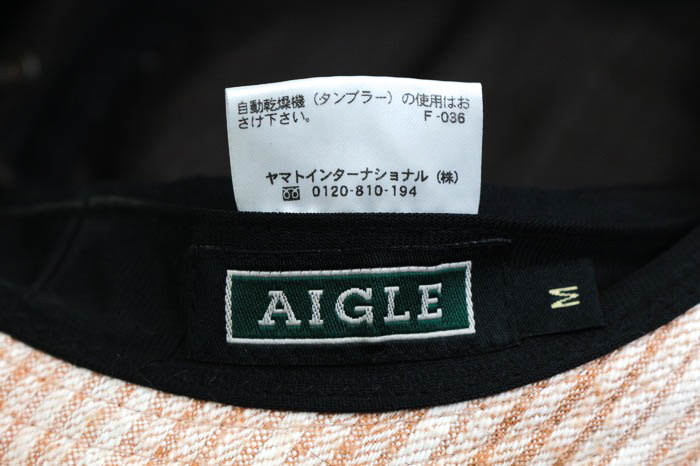 自動乾燥機（タンブラー）の使用はお
さけ下さい。 F-036
ヤマトインターナショナル（株）
0120-810-194
AIGLE
M